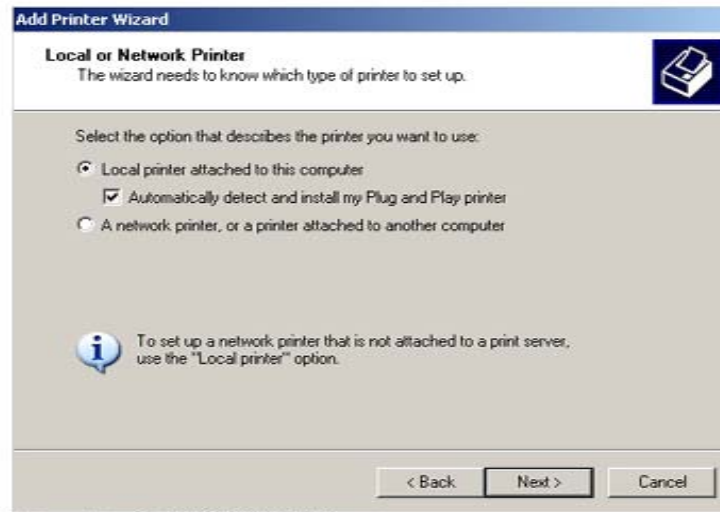 Add Printer Wizard
Local or Network Printer
The wizard needs to know which type of printer to set up.
Select the option that describes the printer you want to use:
Local printer attached to this computer
Automatically detect and install my Plug and Play printer
A network printer, or a printer attached to another computer
To set up a network printer that is not attached to a print server,
use the "Local printer" option.
< Back Next > Cancel